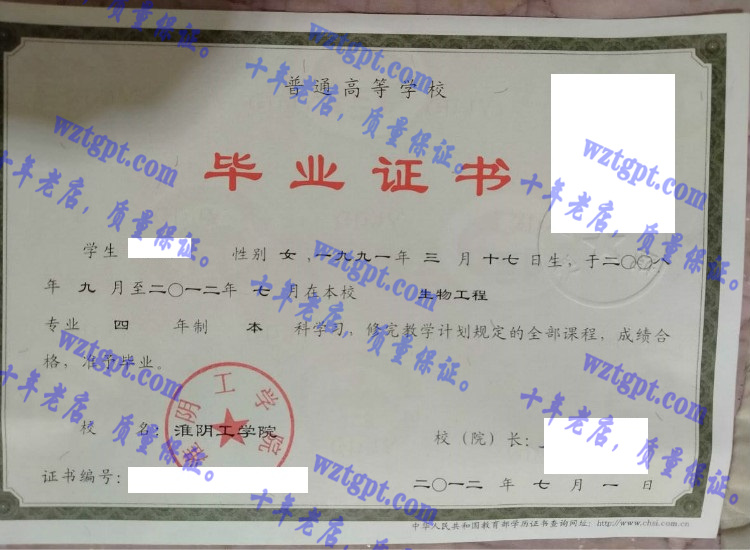 普通高等学校
毕业证书
学生 性别 女，一九九一年 三 月 十七 日生，于二〇〇八
年 九 月至二〇一二年 七 月在本校 生物工程
专业 四 年制 本 科学习，修完教学计划规定的全部课程，成绩合
格，准予毕业。
校 名：淮阴工学院
校（院）长：
证书编号：
二〇一二 年 七 月 一 日
中华人民共和国教育部学历证书查询网址：http://www.chsi.com.cn
淮阴工学院
wztgpt.com
十年老店，质量保证。